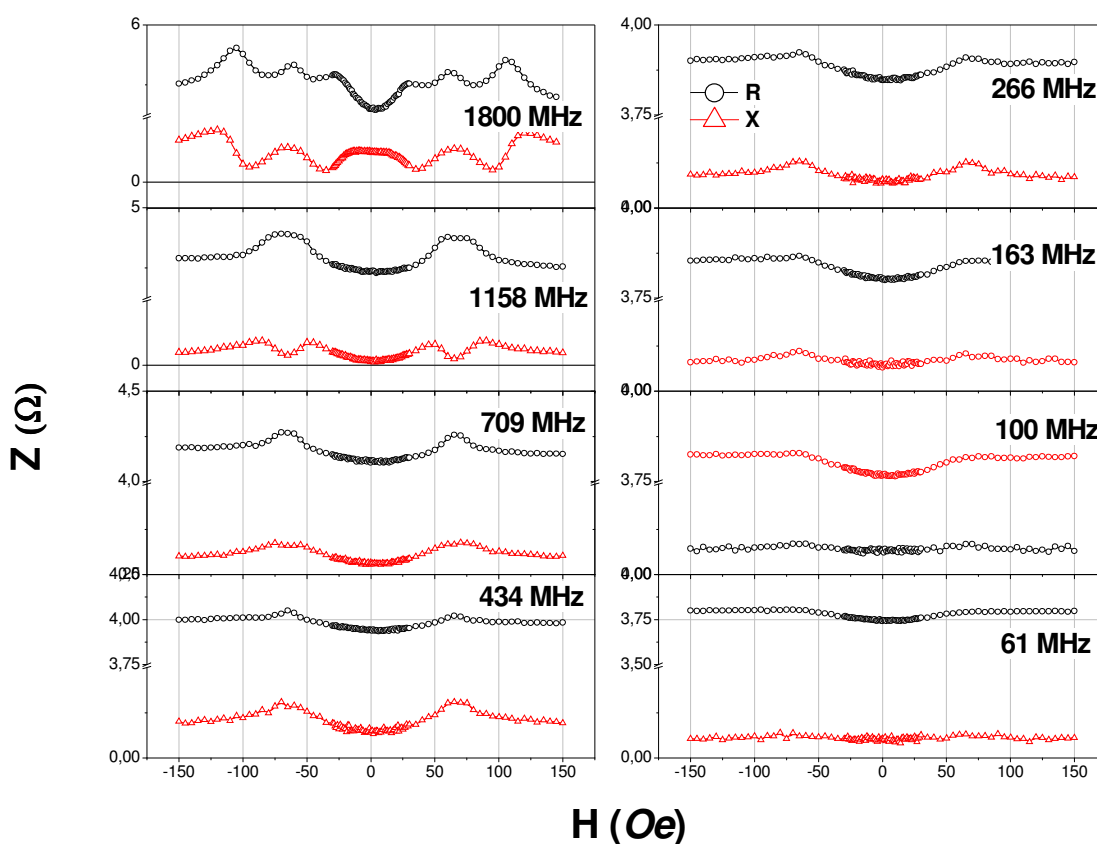 Z (Ω)
6
0
1800 MHz
5
0
1158 MHz
4,5
4,0
709 MHz
4,00
3,75
0,00
434 MHz
-150 -100 -50 0 50 100 150
4,00
3,75
R
X
266 MHz
3,75
163 MHz
3,75
100 MHz
3,75
3,50
0,00
61 MHz
-150 -100 -50 0 50 100 150
H (Oe)